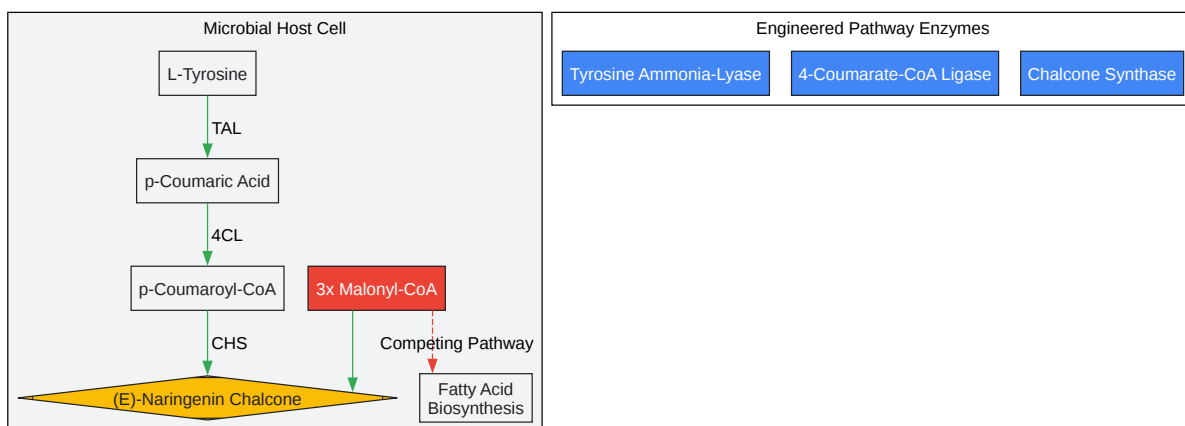 Microbial Host Cell
L-Tyrosine
TAL
p-Coumaric Acid
4CL
p-Coumaroyl-CoA
3x Malonyl-CoA
CHS
Competing Pathway
(E)-Naringenin Chalcone
Fatty Acid
Biosynthesis
Engineered Pathway Enzymes
Tyrosine Ammonia-Lyase
4-Coumarate-CoA Ligase
Chalcone Synthase